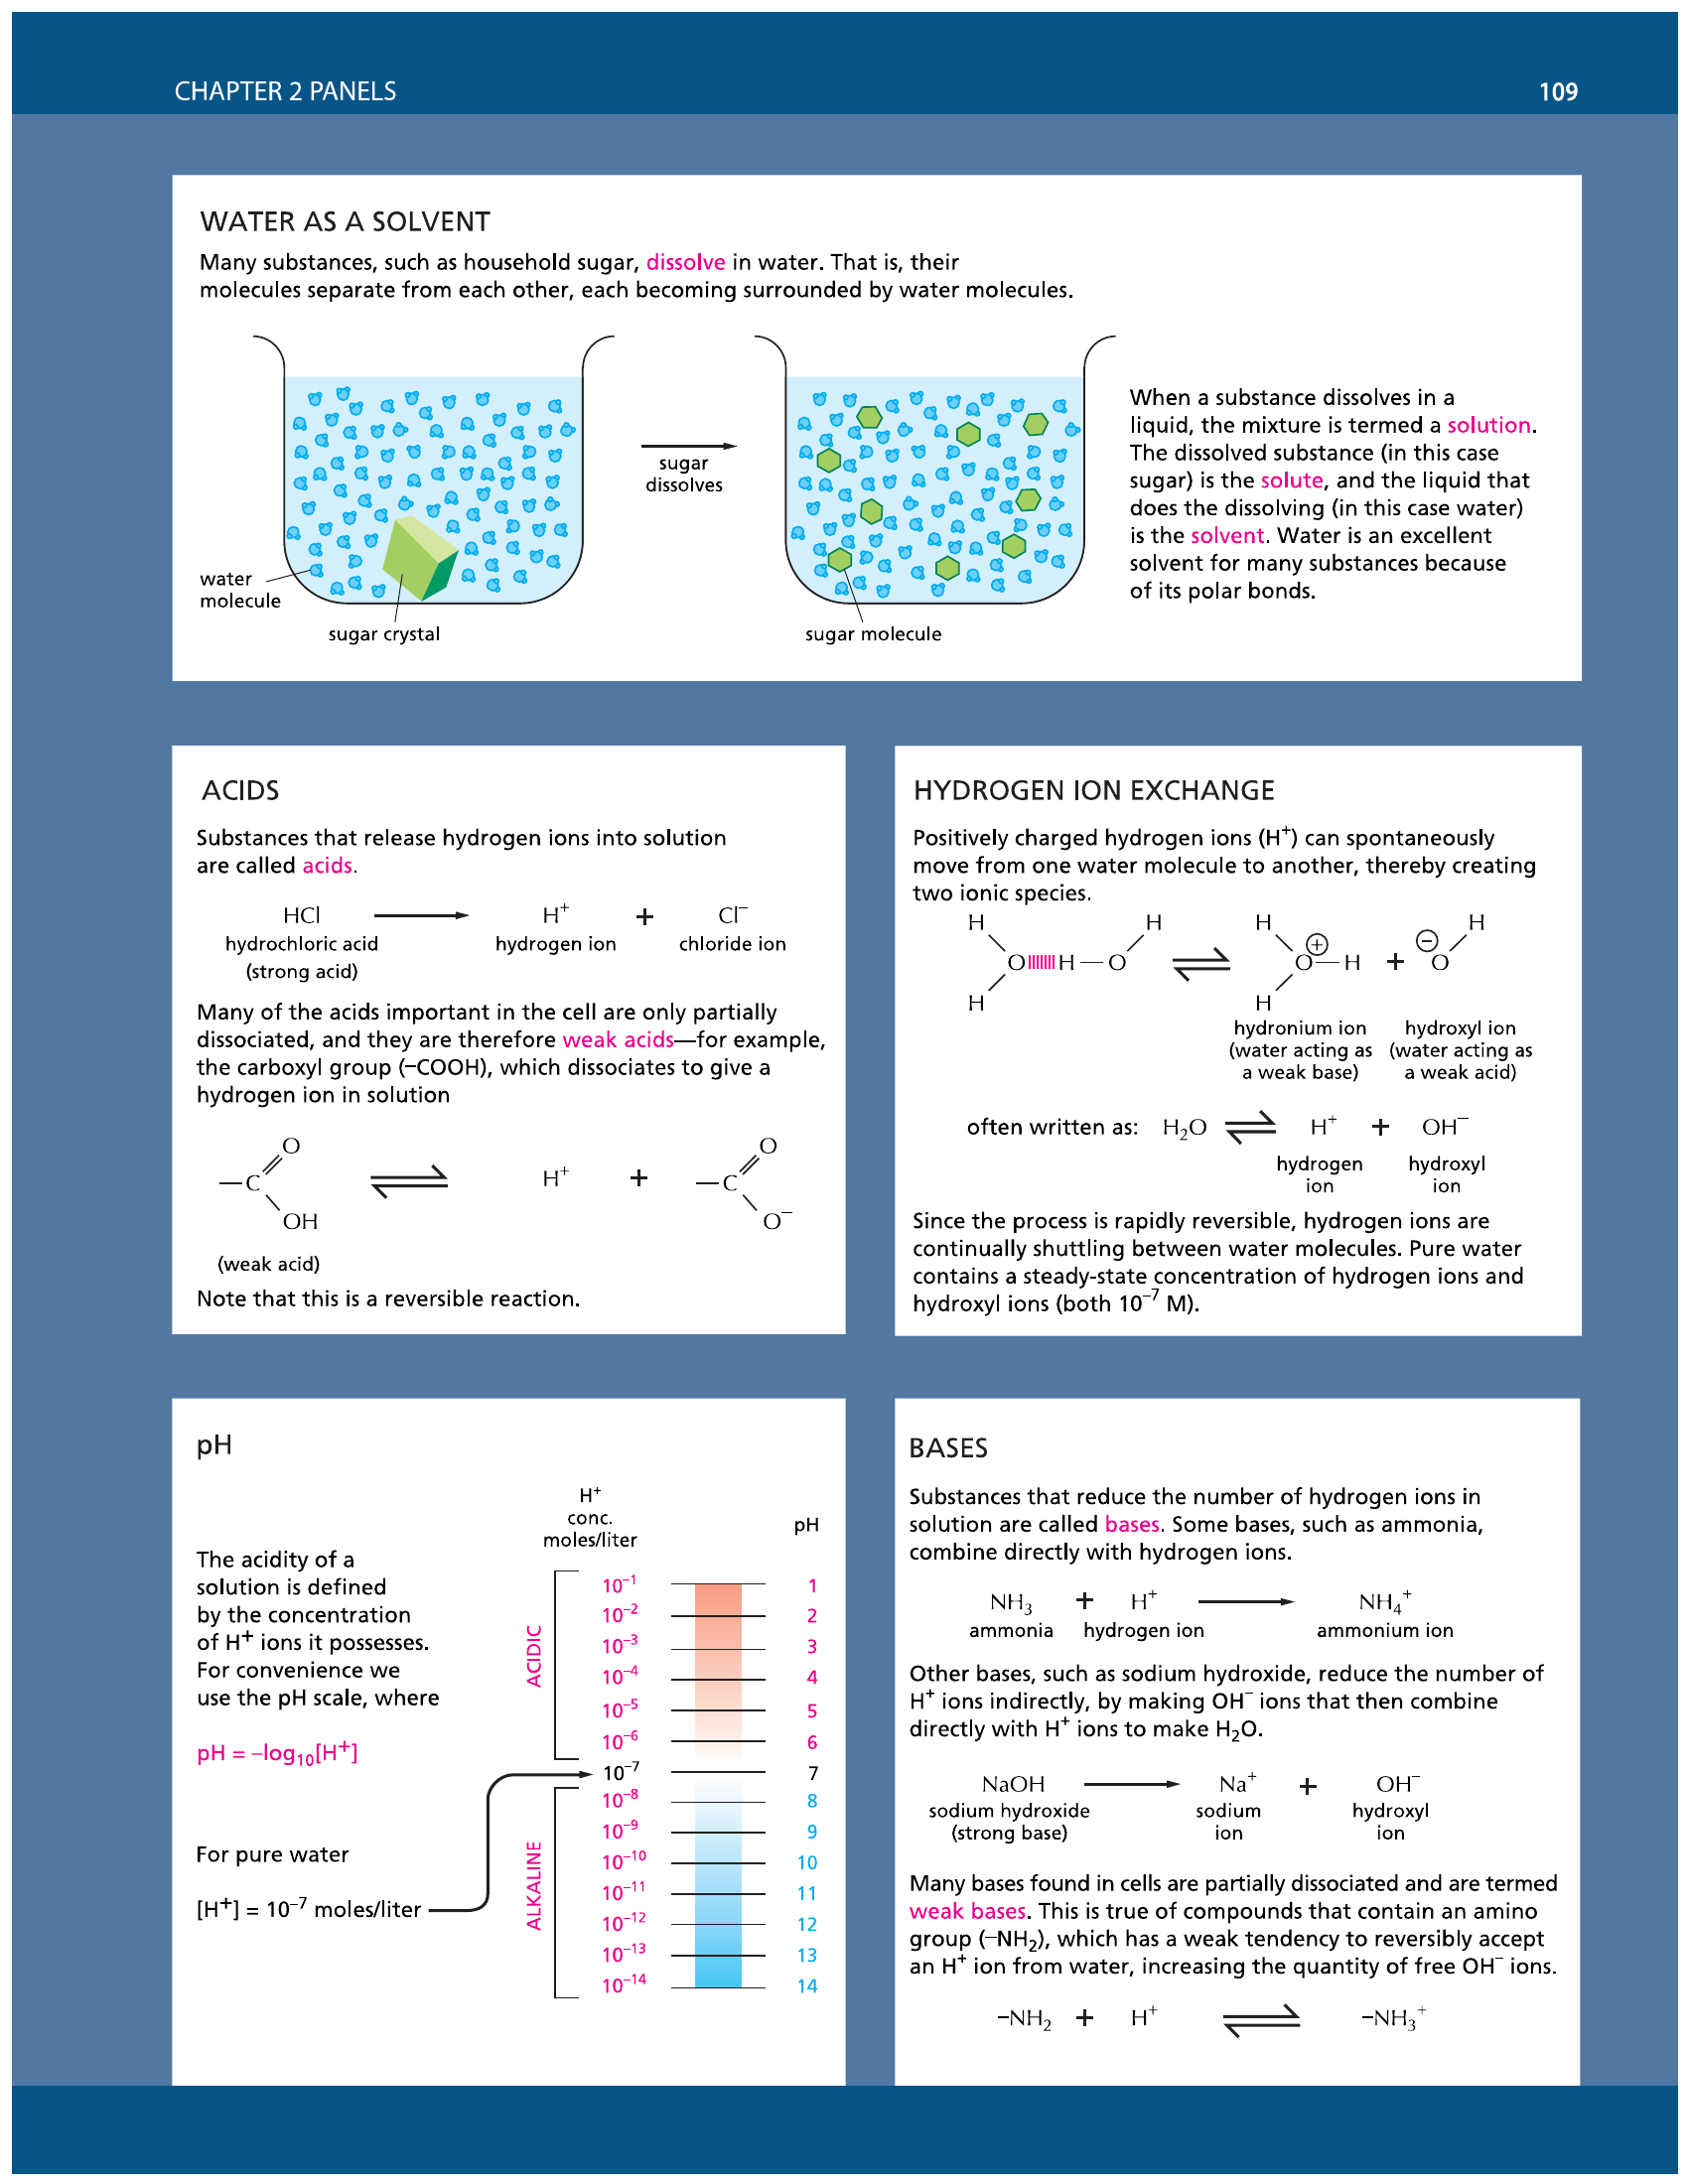 CHAPTER 2 PANELS 109
WATER AS A SOLVENT
Many substances, such as household sugar, dissolve in water. That is, their
molecules separate from each other, each becoming surrounded by water molecules.
sugar
dissolves
water
molecule
sugar crystal
sugar molecule
When a substance dissolves in a
liquid, the mixture is termed a solution.
The dissolved substance (in this case
sugar) is the solute, and the liquid that
does the dissolving (in this case water)
is the solvent. Water is an excellent
solvent for many substances because
of its polar bonds.
ACIDS
Substances that release hydrogen ions into solution
are called acids.
HCl ⟶ H⁺ + Cl⁻
hydrochloric acid hydrogen ion chloride ion
(strong acid)
Many of the acids important in the cell are only partially
dissociated, and they are therefore weak acids—for example,
the carboxyl group (–COOH), which dissociates to give a
hydrogen ion in solution
O O
–C ⇌ H⁺ + –C
OH O⁻
(weak acid)
Note that this is a reversible reaction.
HYDROGEN ION EXCHANGE
Positively charged hydrogen ions (H⁺) can spontaneously
move from one water molecule to another, thereby creating
two ionic species.
H H H H
O H — O ⇌ O — H + O
H H
⊕ ⊖
hydronium ion hydroxyl ion
(water acting as (water acting as
a weak base) a weak acid)
often written as: H₂O ⇌ H⁺ + OH⁻
hydrogen hydroxyl
ion ion
Since the process is rapidly reversible, hydrogen ions are
continually shuttling between water molecules. Pure water
contains a steady-state concentration of hydrogen ions and
hydroxyl ions (both 10⁻⁷ M).
pH
The acidity of a
solution is defined
by the concentration
of H⁺ ions it possesses.
For convenience we
use the pH scale, where
pH = –log₁₀[H⁺]
For pure water
[H⁺] = 10⁻⁷ moles/liter
H⁺
conc.
moles/liter
pH
ACIDIC
10⁻¹ 1
10⁻² 2
10⁻³ 3
10⁻⁴ 4
10⁻⁵ 5
10⁻⁶ 6
10⁻⁷ 7
ALKALINE
10⁻⁸ 8
10⁻⁹ 9
10⁻¹⁰ 10
10⁻¹¹ 11
10⁻¹² 12
10⁻¹³ 13
10⁻¹⁴ 14
BASES
Substances that reduce the number of hydrogen ions in
solution are called bases. Some bases, such as ammonia,
combine directly with hydrogen ions.
NH₃ + H⁺ ⟶ NH₄⁺
ammonia hydrogen ion ammonium ion
Other bases, such as sodium hydroxide, reduce the number of
H⁺ ions indirectly, by making OH⁻ ions that then combine
directly with H⁺ ions to make H₂O.
NaOH ⟶ Na⁺ + OH⁻
sodium hydroxide sodium hydroxyl
(strong base) ion ion
Many bases found in cells are partially dissociated and are termed
weak bases. This is true of compounds that contain an amino
group (–NH₂), which has a weak tendency to reversibly accept
an H⁺ ion from water, increasing the quantity of free OH⁻ ions.
–NH₂ + H⁺ ⇌ –NH₃⁺